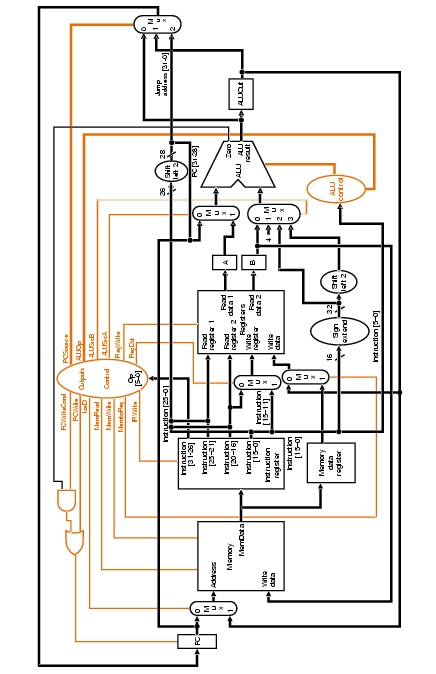 PCWriteCond
PCWrite
IorD
MemRead
MemWrite
MemtoReg
IRWrite
PCSource
ALUOp
ALUSrcB
ALUSrcA
RegWrite
RegDst
Outputs
Control
Op
[5–0]
PC
0
M
u
x
1
Address
Memory
MemData
Write
data
Instruction
[31–26]
Instruction
[25–21]
Instruction
[20–16]
Instruction
[15–0]
Instruction
register
Memory
data
register
Instruction [25–0]
Instruction
[15–11]
Instruction
[15–0]
0
M
u
x
1
0
M
u
x
1
Read
register 1
Read
register 2
Registers
Write
register
Write
data
Read
data 1
Read
data 2
16
Sign
extend
32
Shift
left 2
Instruction [5–0]
A
B
4
0
M
u
x
1
0
1
M
u
x
2
3
26
Shift
left 2
28
PC [31–28]
Jump
address [31–0]
Zero
ALU
ALU
result
ALU
control
ALUOut
0
M
u
x
1
2